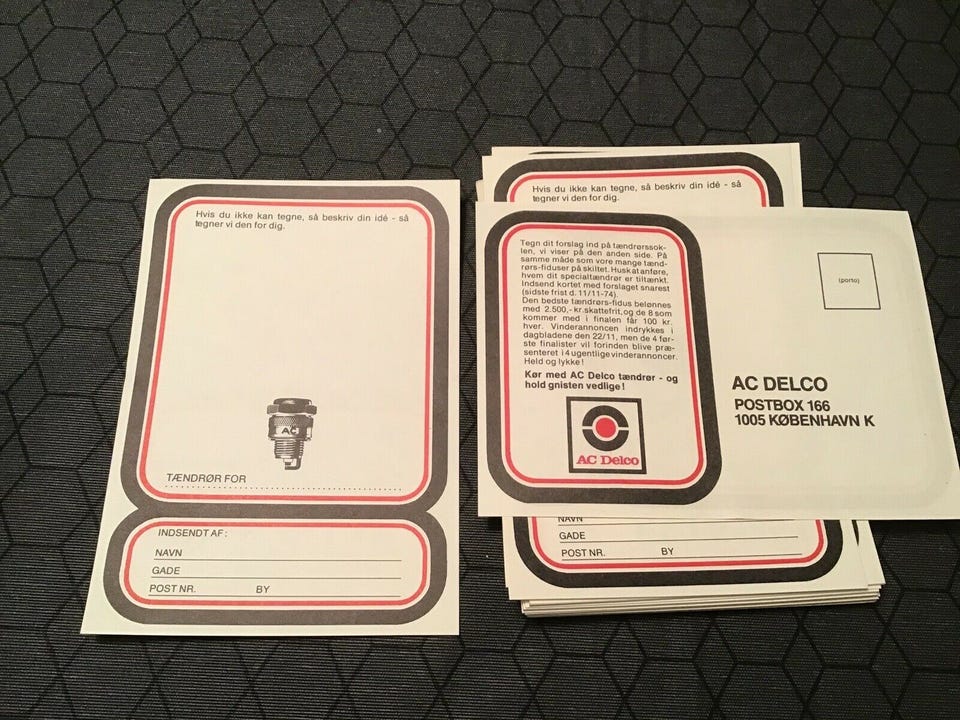 Hvis du ikke kan tegne, så beskriv din idé - så
tegner vi den for dig.
AC
TÆNDRØR FOR
INDSENDT AF:
NAVN
GADE
POST NR. BY
Hvis du ikke kan tegne, så beskriv din idé - så
tegner vi den for dig.
Tegn dit forslag ind på tændrørssok-
len, vi viser på den anden side. På
samme måde som vore mange tænd-
rørs-fiduser på skiltet. Husk at anføre,
hvem dit specialtændrør er tiltænkt.
Indsend kortet med forslaget snarest
(sidste frist d. 11/11-74).
Den bedste tændrørs-fidus belønnes
med 2.500,- kr. skattefrit, og de 8 som
kommer med i finalen får 100 kr.
hver. Vinderannoncen indrykkes i
dagbladene den 22/11, men de 4 før-
ste finalister vil forinden blive præ-
senteret i 4 ugentlige vinderannoncer.
Held og lykke!
Kør med AC Delco tændrør - og
hold gnisten vedlige!
AC Delco
(porto)
AC DELCO
POSTBOX 166
1005 KØBENHAVN K
NAVN
GADE
POST NR. BY